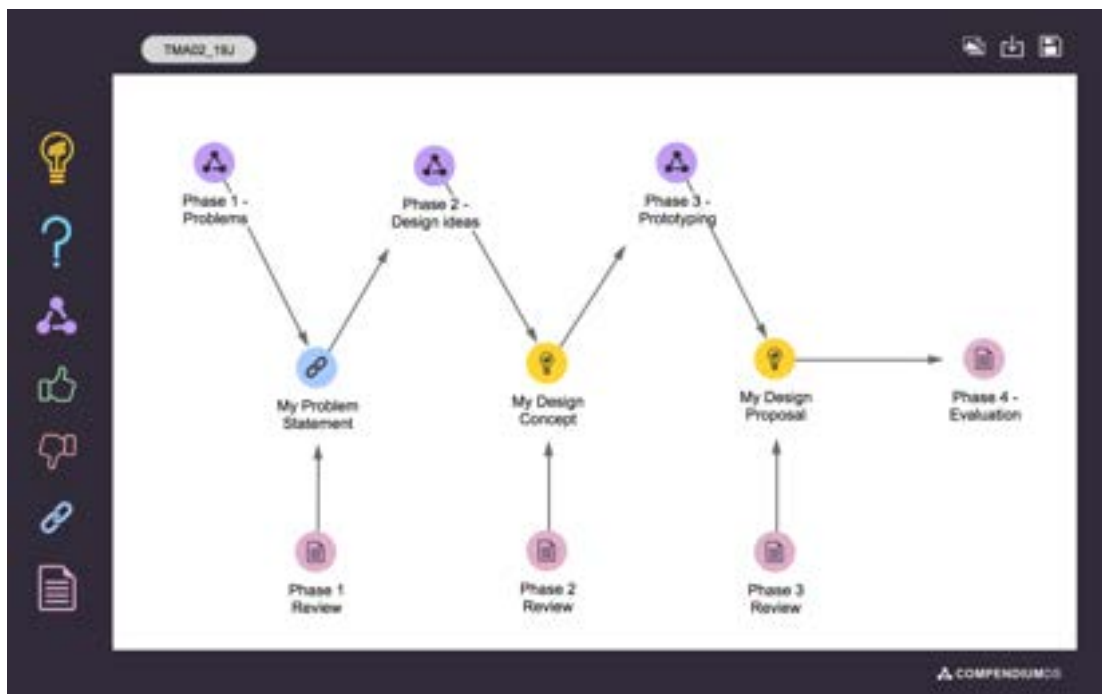 TMA02_19J
Phase 1 -
Problems
Phase 2 -
Design ideas
Phase 3 -
Prototyping
My Problem
Statement
My Design
Concept
My Design
Proposal
Phase 4 -
Evaluation
Phase 1
Review
Phase 2
Review
Phase 3
Review
COMPENDIUMDS